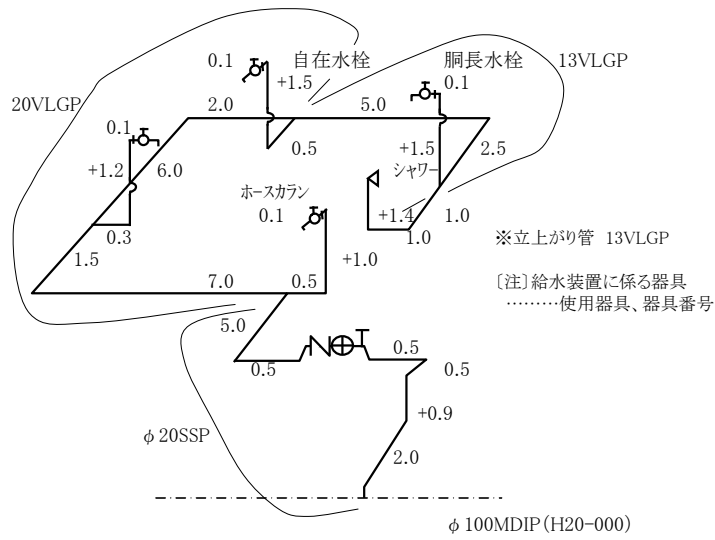 0.1
自在水栓
胴長水栓
13VLGP
+1.5
0.1
20VLGP
2.0
5.0
0.1
0.5
+1.5
2.5
+1.2
6.0
シャワー
ホースカラン
0.1
+1.4
1.0
0.3
1.0
※立上がり管 13VLGP
1.5
+1.0
7.0
0.5
〔注〕給水装置に係る器具
………使用器具、器具番号
5.0
0.5
0.5
0.5
+0.9
φ20SSP
2.0
φ100MDIP(H20-000)